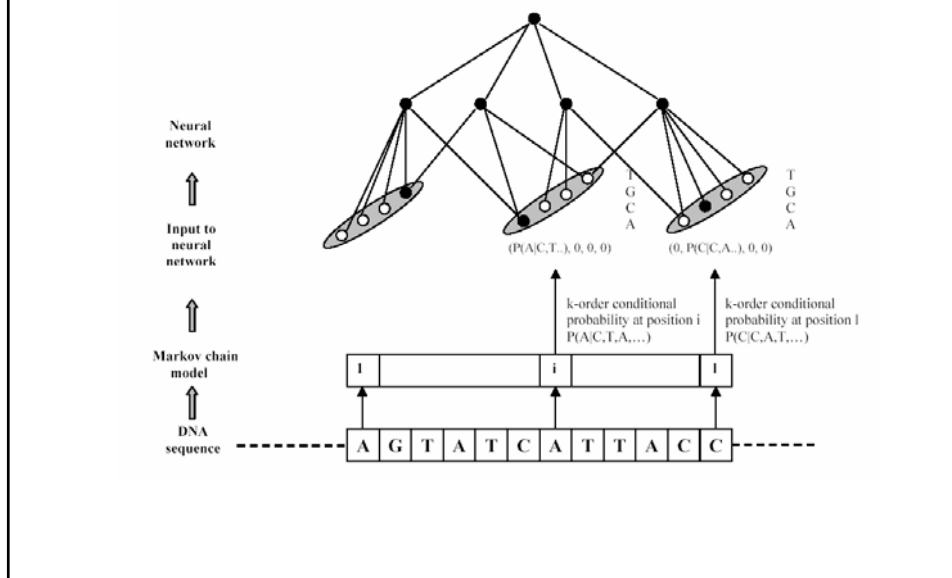 Neural
network
T
G
C
A
T
G
C
A
Input to
neural
network
(P(A|C,T..), 0, 0, 0)
(0, P(C|C,A..), 0, 0)
k-order conditional
probability at position i
P(A|C,T,A,...)
k-order conditional
probability at position l
P(C|C,A,T,...)
Markov chain
model
1 i l
DNA
sequence
A G T A T C A T T A C C